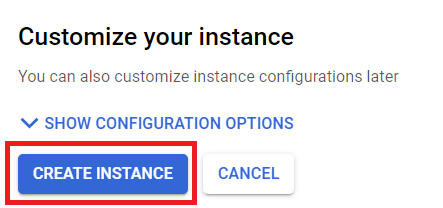 Customize your instance
You can also customize instance configurations later
SHOW CONFIGURATION OPTIONS
CREATE INSTANCE
CANCEL